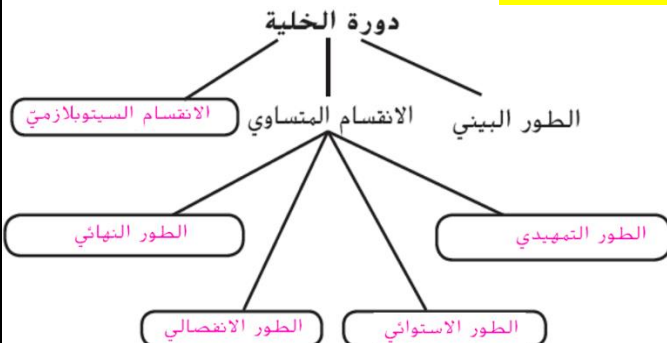 دورة الخلية
الطور البيني
الانقسام المتساوي
الانقسام السيتوبلازميّ
الطور التمهيدي
الطور الاستوائي
الطور الانفصالي
الطور النهائي